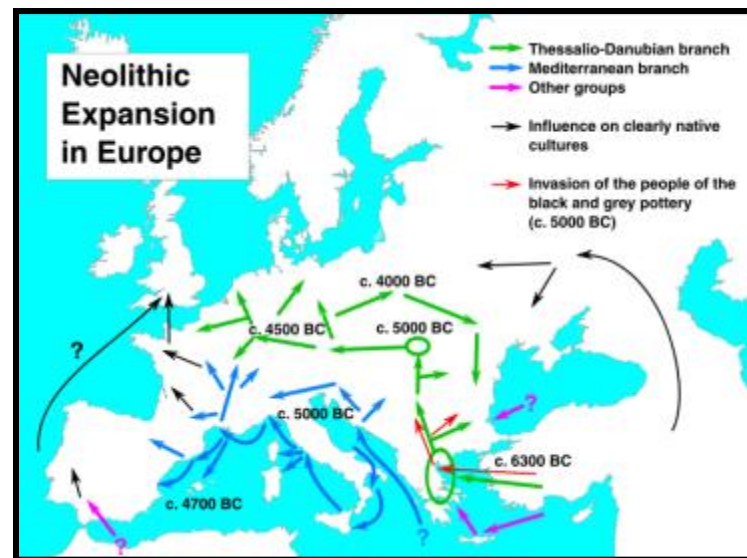 Neolithic
Expansion
in Europe
Thessalio-Danubian branch
Mediterranean branch
Other groups
Influence on clearly native
cultures
Invasion of the people of the
black and grey pottery
(c. 5000 BC)
c. 4000 BC
c. 4500 BC
c. 5000 BC
?
?
c. 5000 BC
c. 6300 BC
c. 4700 BC
?
?